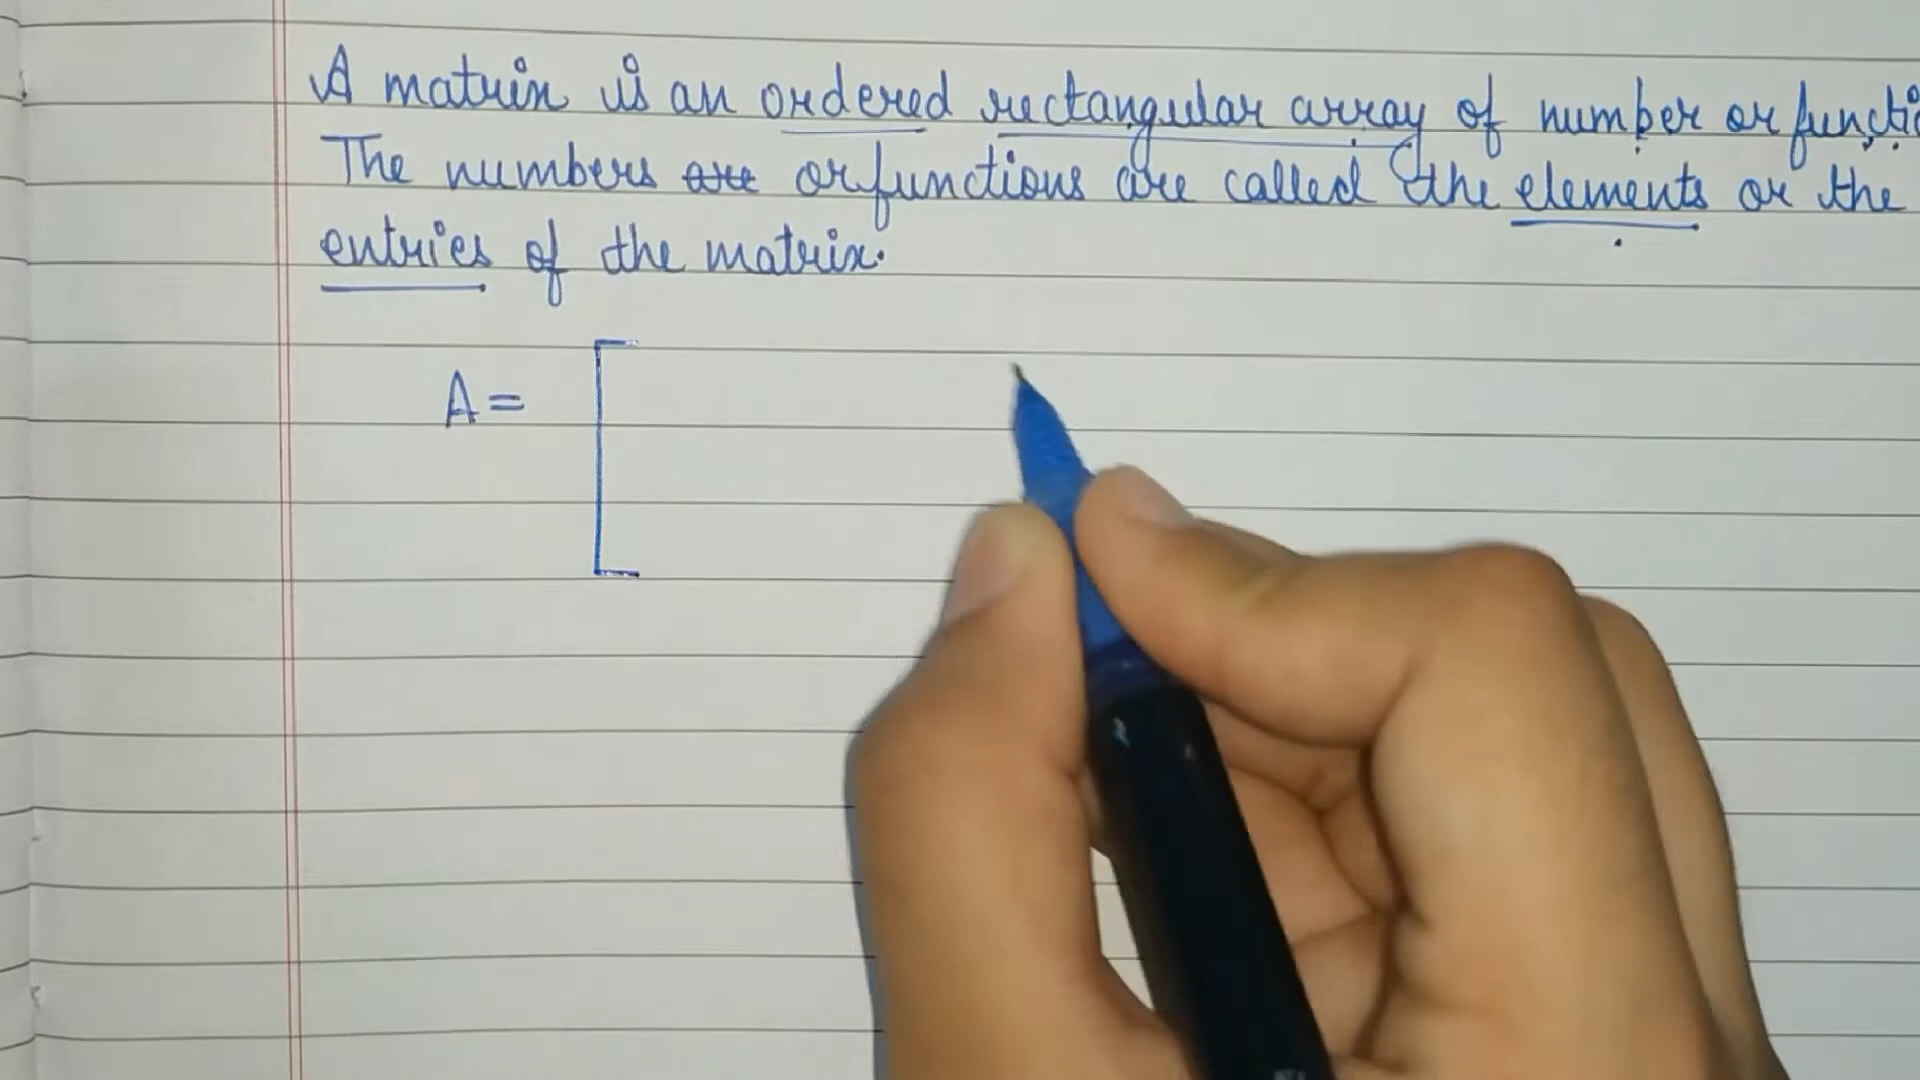 A matrix is an ordered rectangular array of number or functi
The numbers are or functions are called the elements or the
entries of the matrix.
A = [